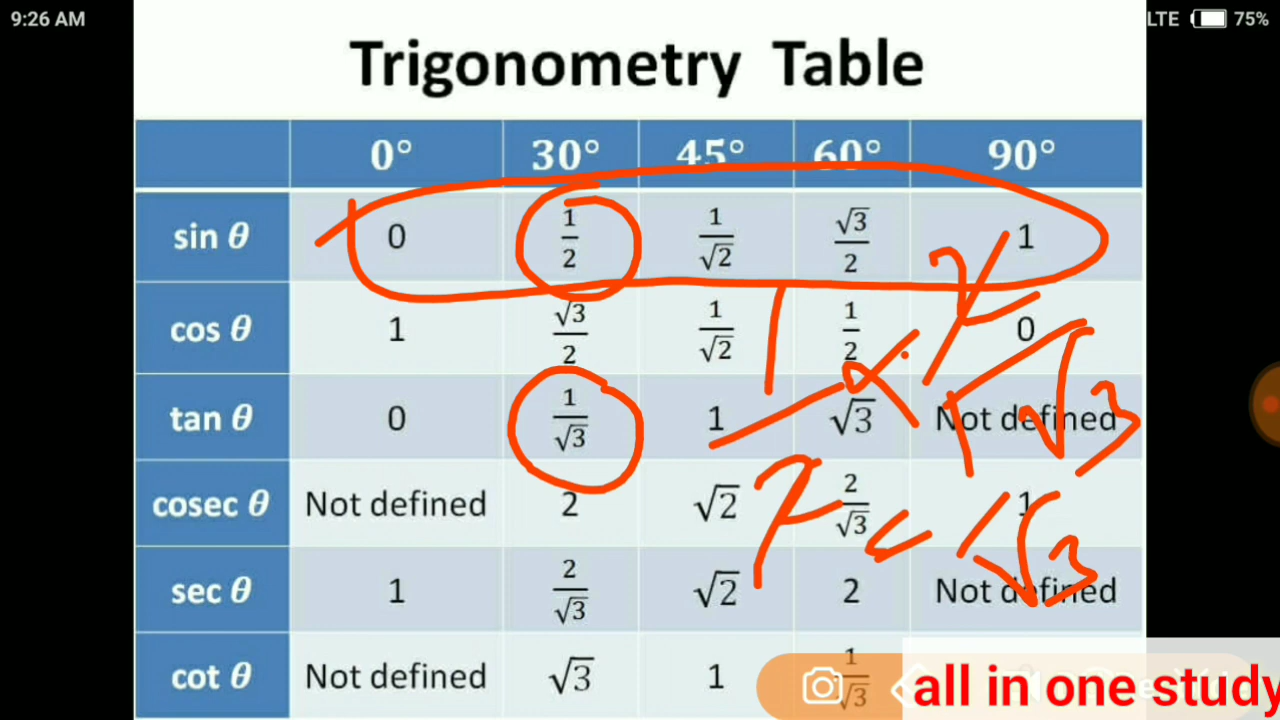 9:26 AM LTE 75%
Trigonometry Table
0° 30° 45° 60° 90°
sin θ 0 1/2 1/√2 √3/2 1
cos θ 1 √3/2 1/√2 1/2 0
tan θ 0 1/√3 1 √3 Not defined
cosec θ Not defined 2 √2 2/√3 1
sec θ 1 2/√3 √2 2 Not defined
cot θ Not defined √3 1 1/√3
all in one study